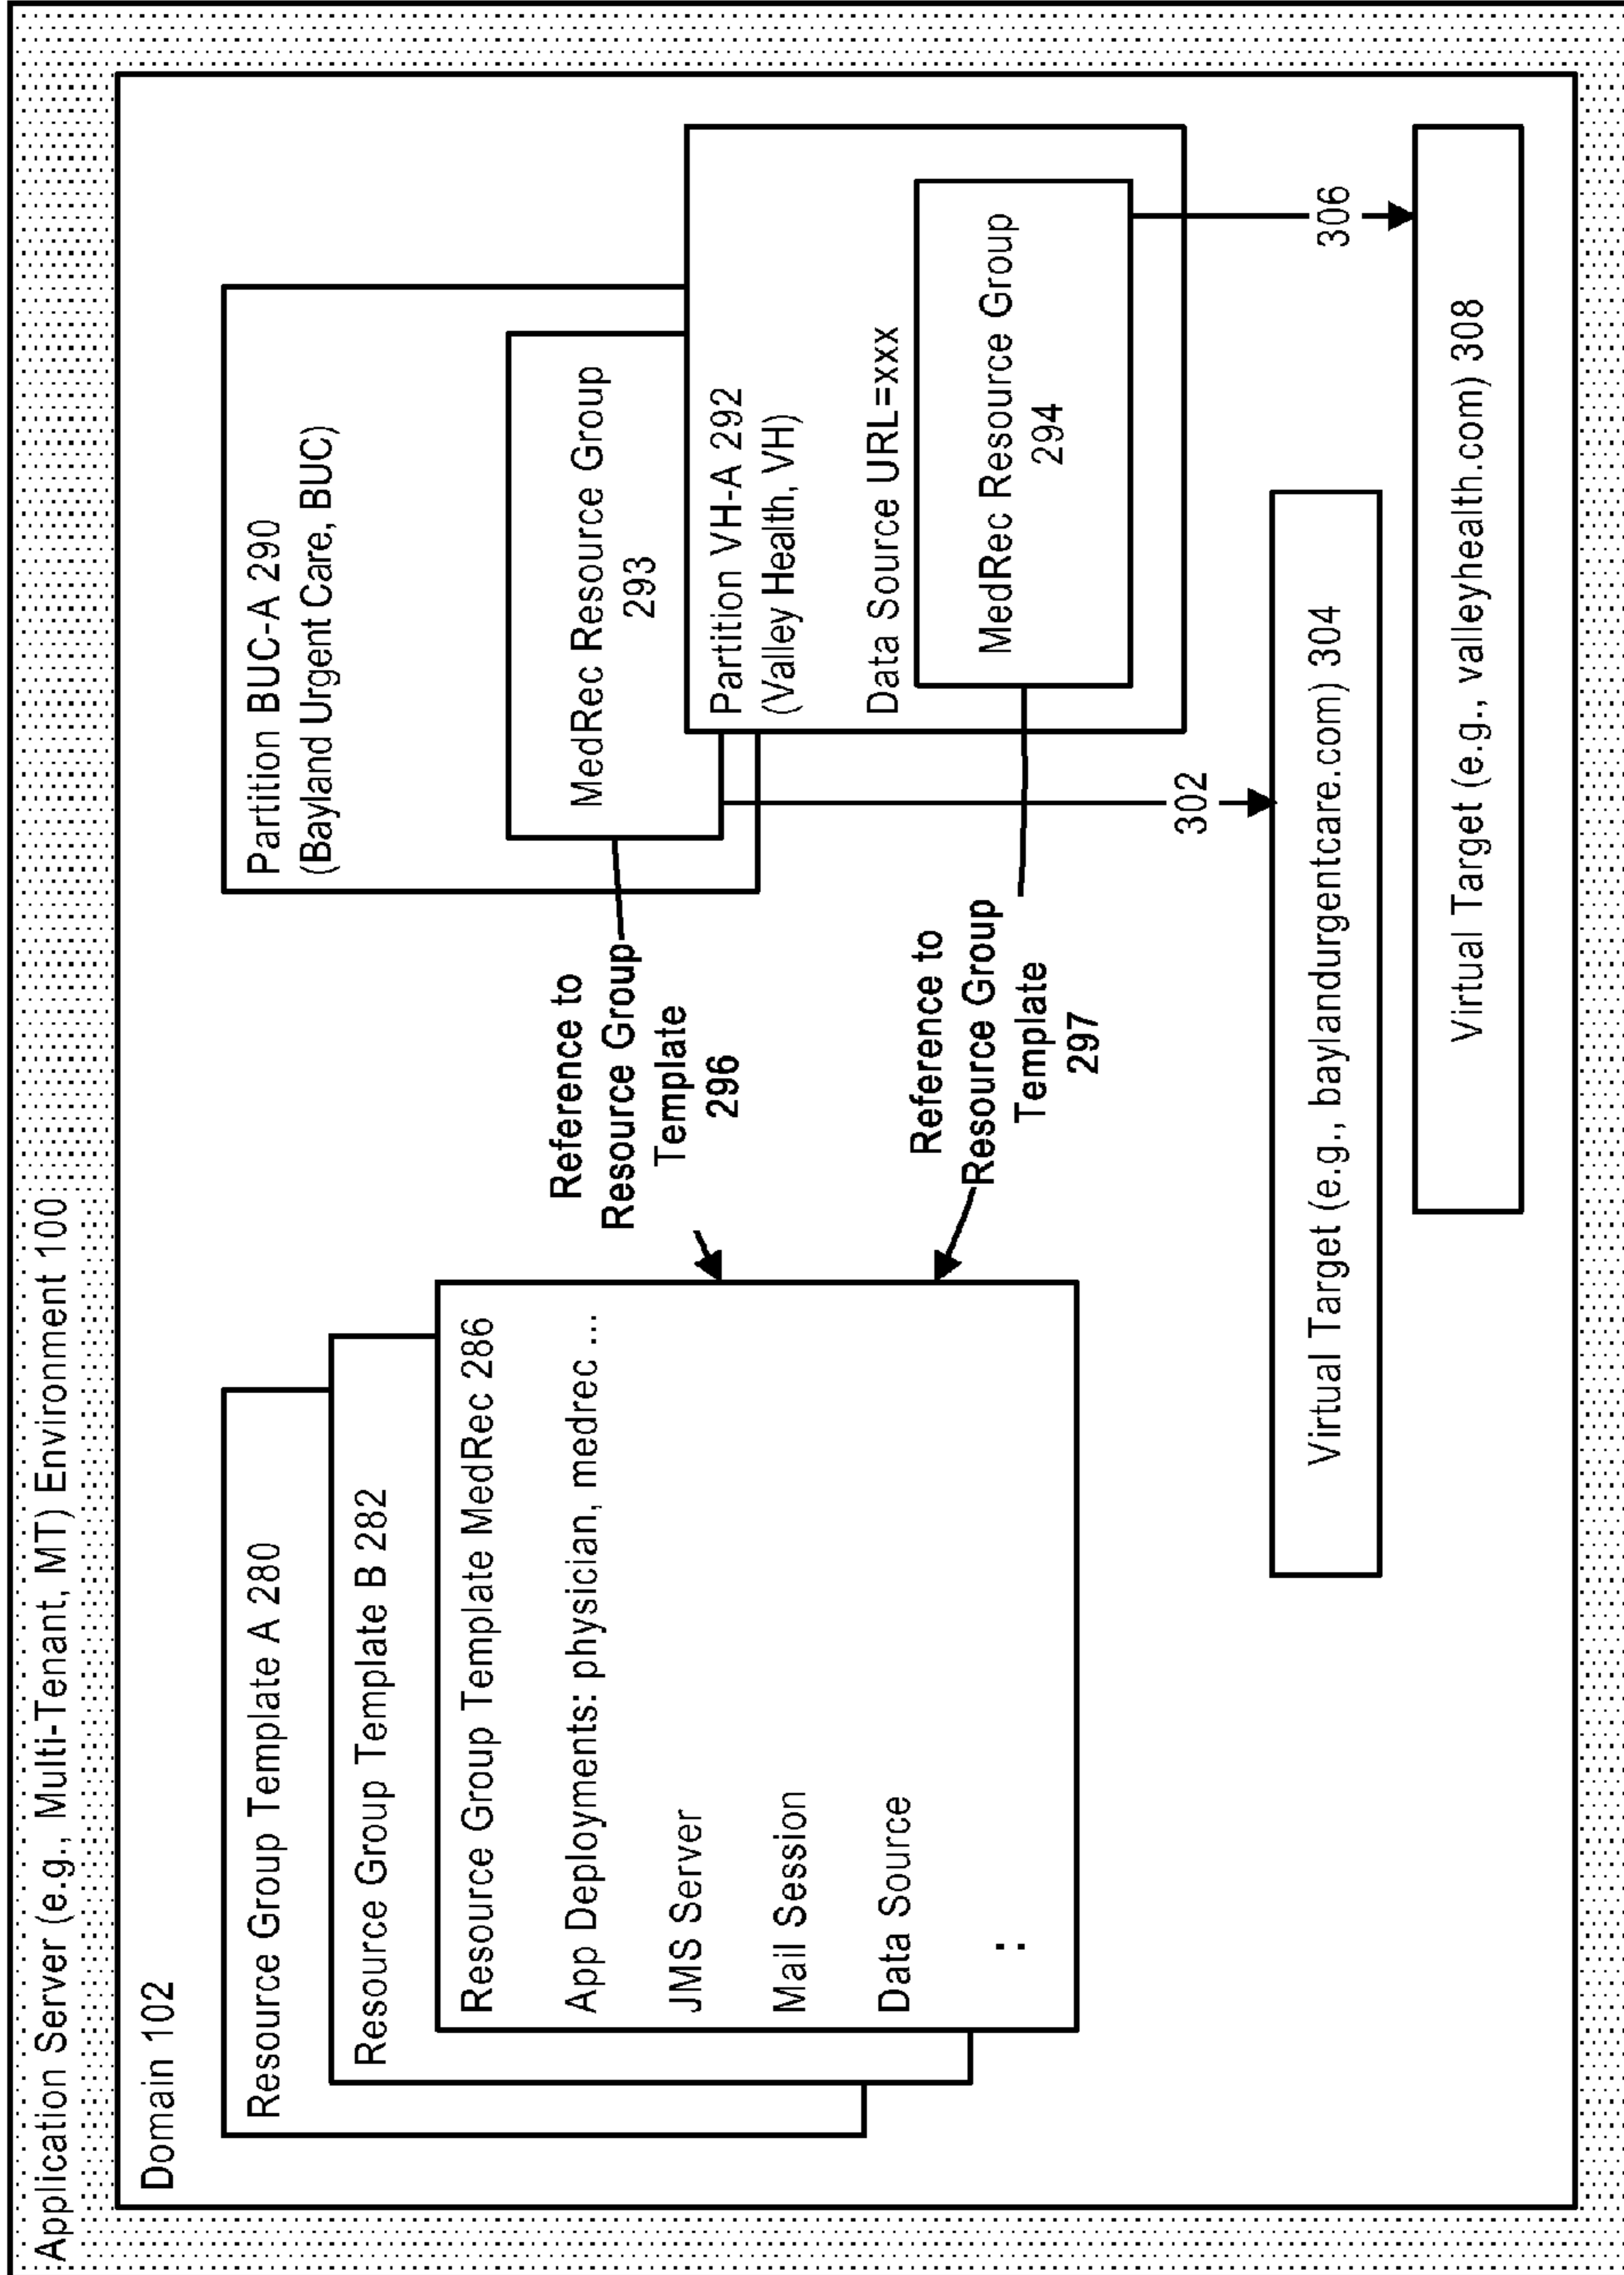 Application Server (e.g., Multi-Tenant, MT) Environment 100
Domain 102
Resource Group Template A 280
Resource Group Template B 282
Resource Group Template MedRec 286
App Deployments: physician, medrec ...
JMS Server
Mail Session
Data Source
:
Reference to
Resource Group
Template
296
Reference to
Resource Group
Template
297
Partition BUC-A 290
(Bayland Urgent Care, BUC)
MedRec Resource Group
293
Partition VH-A 292
(Valley Health, VH)
Data Source URL=xxx
MedRec Resource Group
294
302
306
Virtual Target (e.g., baylandurgentcare.com) 304
Virtual Target (e.g., valleyhealth.com) 308